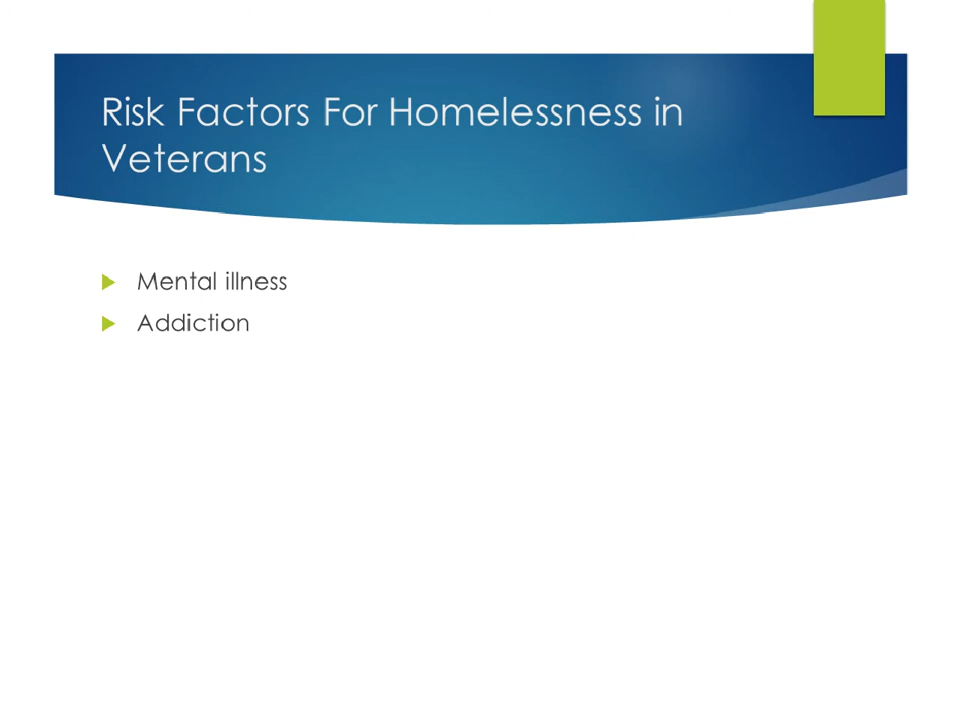 Risk Factors For Homelessness in
Veterans
Mental illness
Addiction